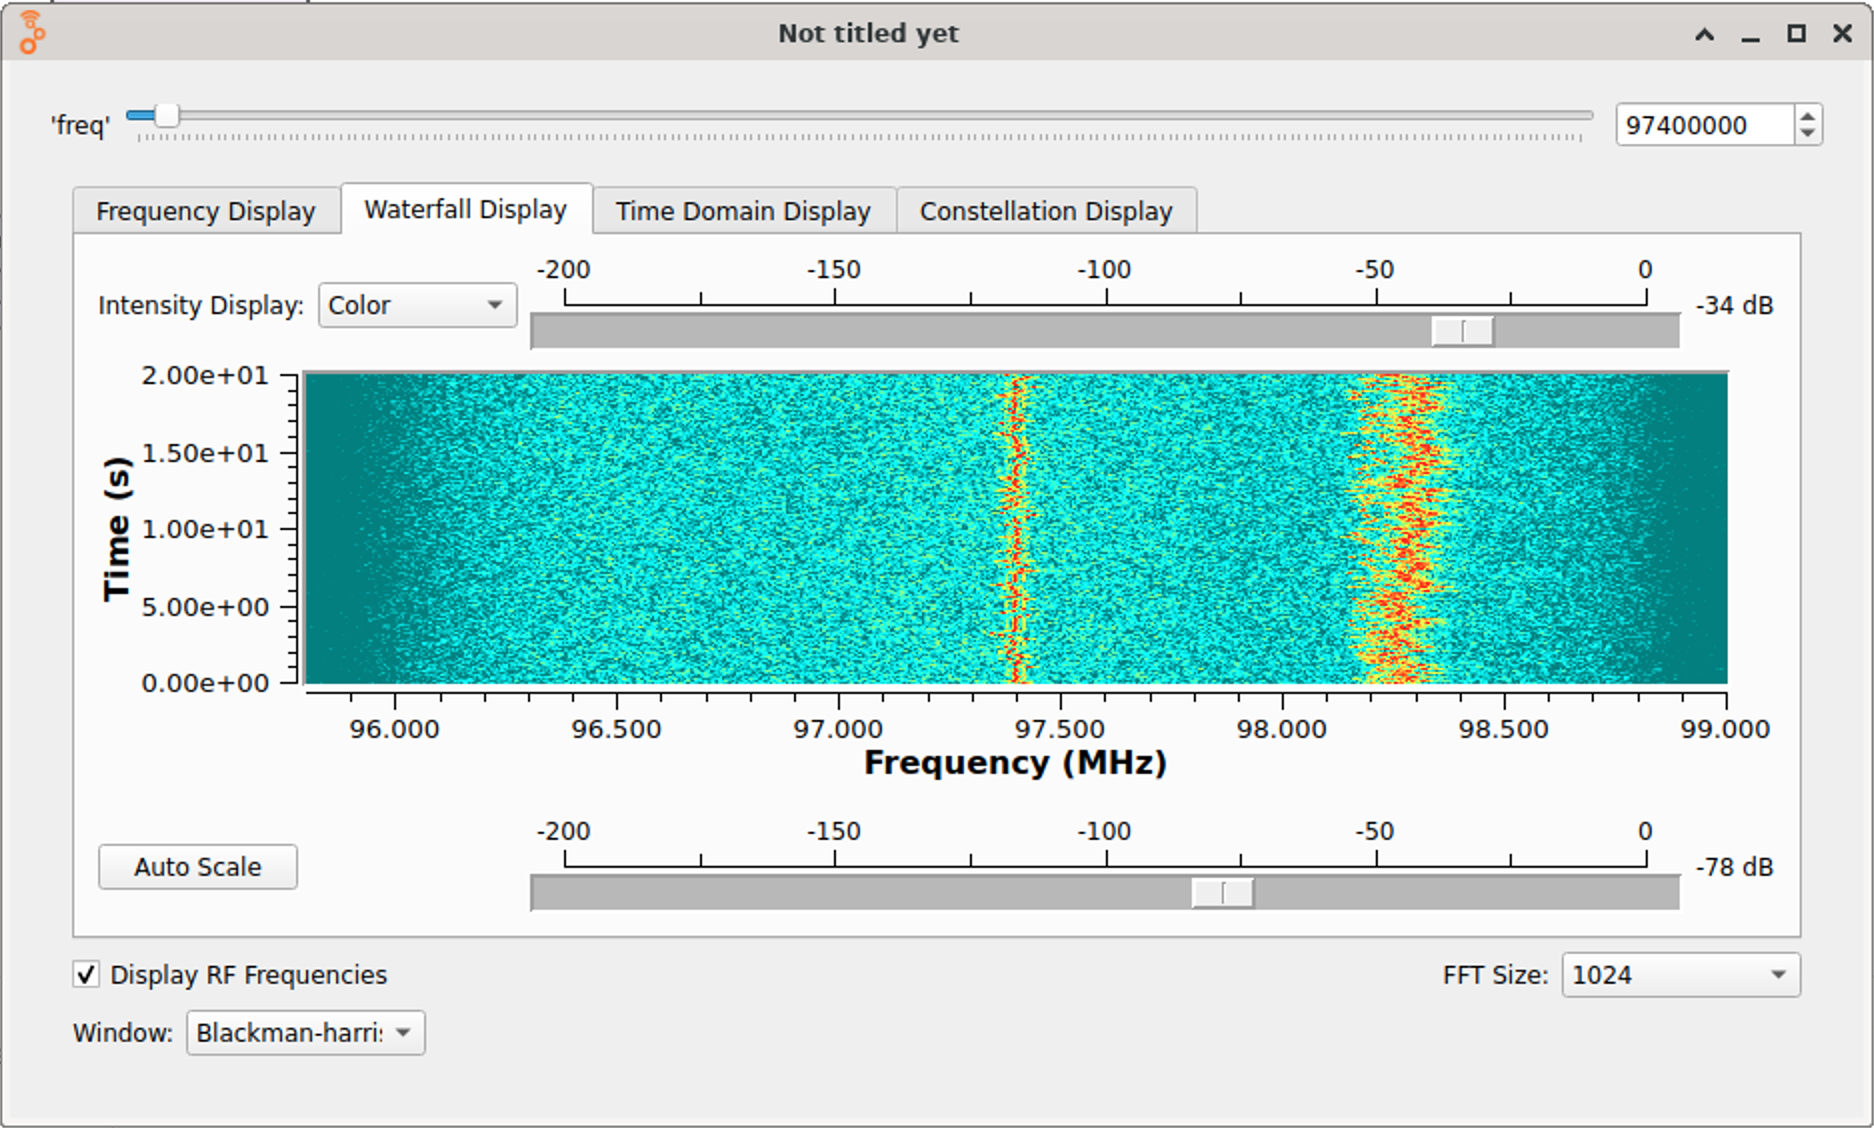 Not titled yet
'freq' 97400000
Frequency Display Waterfall Display Time Domain Display Constellation Display
-200 -150 -100 -50 0
Intensity Display: Color -34 dB
2.00e+01
1.50e+01
1.00e+01
5.00e+00
0.00e+00
Time (s)
96.000 96.500 97.000 97.500 98.000 98.500 99.000
Frequency (MHz)
-200 -150 -100 -50 0
Auto Scale -78 dB
Display RF Frequencies FFT Size: 1024
Window: Blackman-harri